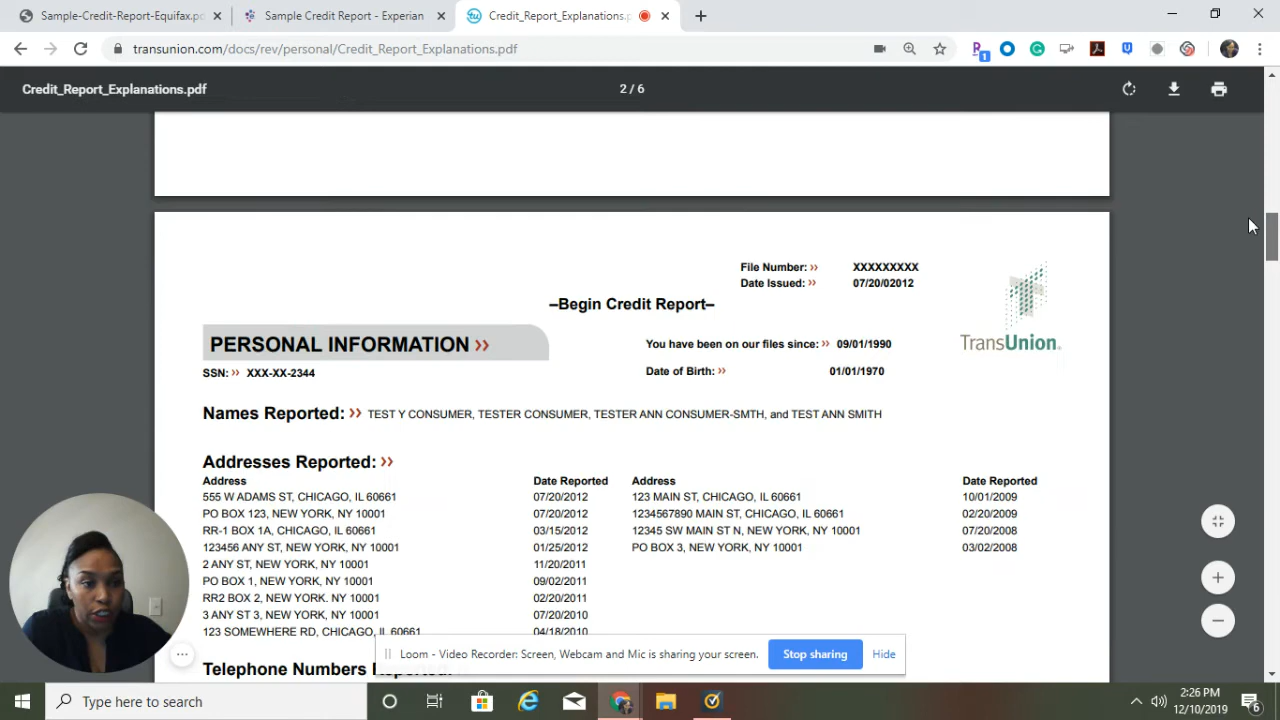 Sample-Credit-Report-Equifax.pd
Sample Credit Report - Experian
Credit_Report_Explanations.p
transunion.com/docs/rev/personal/Credit_Report_Explanations.pdf
1
Credit_Report_Explanations.pdf
2 / 6
File Number: ›› XXXXXXXXX
Date Issued: ›› 07/20/02012
–Begin Credit Report–
TransUnion
PERSONAL INFORMATION ››
You have been on our files since: ›› 09/01/1990
SSN: ›› XXX-XX-2344
Date of Birth: ›› 01/01/1970
Names Reported: ›› TEST Y CONSUMER, TESTER CONSUMER, TESTER ANN CONSUMER-SMTH, and TEST ANN SMITH
Addresses Reported: ››
Address Date Reported Address Date Reported
555 W ADAMS ST, CHICAGO, IL 60661 07/20/2012 123 MAIN ST, CHICAGO, IL 60661 10/01/2009
PO BOX 123, NEW YORK, NY 10001 07/20/2012 1234567890 MAIN ST, CHICAGO, IL 60661 02/20/2009
RR-1 BOX 1A, CHICAGO, IL 60661 03/15/2012 12345 SW MAIN ST N, NEW YORK, NY 10001 07/20/2008
123456 ANY ST, NEW YORK, NY 10001 01/25/2012 PO BOX 3, NEW YORK, NY 10001 03/02/2008
2 ANY ST, NEW YORK, NY 10001 11/20/2011
PO BOX 1, NEW YORK, NY 10001 09/02/2011
RR2 BOX 2, NEW YORK. NY 10001 02/20/2011
3 ANY ST 3, NEW YORK, NY 10001 07/20/2010
123 SOMEWHERE RD, CHICAGO, IL 60661 04/18/2010
Loom - Video Recorder: Screen, Webcam and Mic is sharing your screen.
Stop sharing
Hide
Telephone Numbers Reported:
Type here to search
2:26 PM
12/10/2019
6